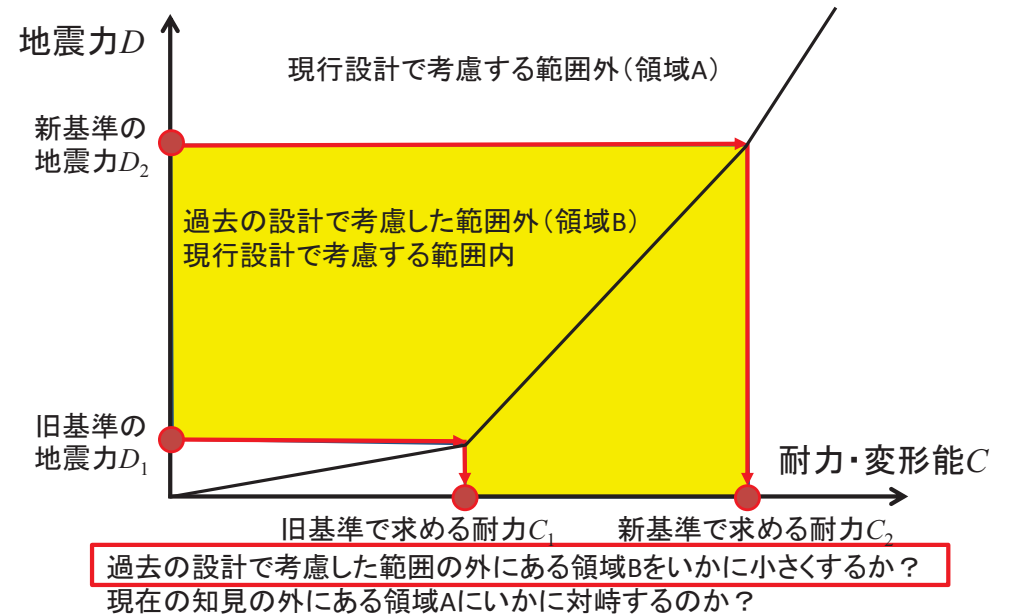 地震力D
現行設計で考慮する範囲外（領域A）
新基準の
地震力D₂
過去の設計で考慮した範囲外（領域B）
現行設計で考慮する範囲内
旧基準の
地震力D₁
耐力・変形能C
旧基準で求める耐力C₁
新基準で求める耐力C₂
過去の設計で考慮した範囲の外にある領域Bをいかに小さくするか？
現在の知見の外にある領域Aにいかに対峙するのか？